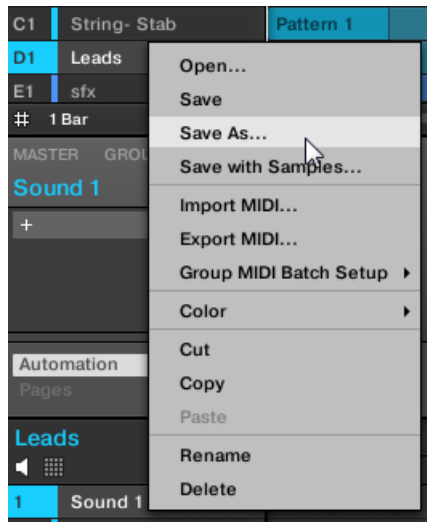 C1 String- Stab Pattern 1
D1 Leads
E1 sfx
1 Bar
MASTER
Sound 1
+
Automation
Pages
Leads
1 Sound 1
Open...
Save
Save As...
Save with Samples...
Import MIDI...
Export MIDI...
Group MIDI Batch Setup
Color
Cut
Copy
Paste
Rename
Delete